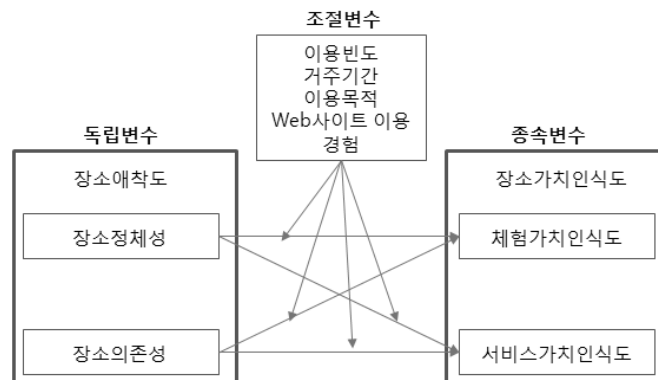 조절변수
이용빈도
거주기간
이용목적
Web사이트 이용
경험
독립변수
장소애착도
장소정체성
장소의존성
종속변수
장소가치인식도
체험가치인식도
서비스가치인식도